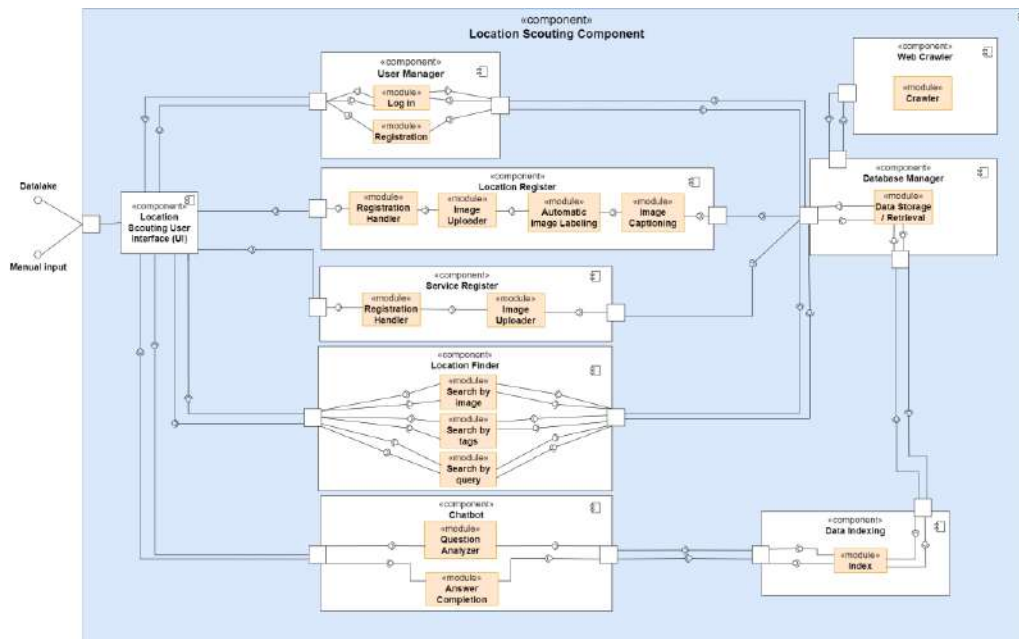 «component»
Location Scouting Component
«component»
User Manager
«module»
Log in
«module»
Registration
«component»
Web Crawler
«module»
Crawler
Datalake
Menual input
«component»
Location
Scouting User
Interface (UI)
«component»
Location Register
«module»
Registration
Handler
«module»
Image
Uploader
«module»
Automatic
Image Labeling
«module»
Image
Captioning
«component»
Database Manager
«module»
Data Storage
/ Retrieval
«component»
Service Register
«module»
Registration
Handler
«module»
Image
Uploader
«component»
Location Finder
«module»
Search by
image
«module»
Search by
tags
«module»
Search by
query
«component»
Chatbot
«module»
Question
Analyzer
«module»
Answer
Completion
«component»
Data Indexing
«module»
Index